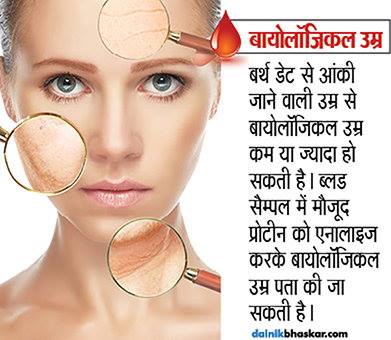 बायोलॉजिकल उम्र
बर्थ डेट से आंकी
जाने वाली उम्र से
बायोलॉजिकल उम्र
कम या ज्यादा हो
सकती है। ब्लड
सैम्पल में मौजूद
प्रोटीन को एनालाइज
करके बायोलॉजिकल
उम्र पता की जा
सकती है।
dainikbhaskar.com